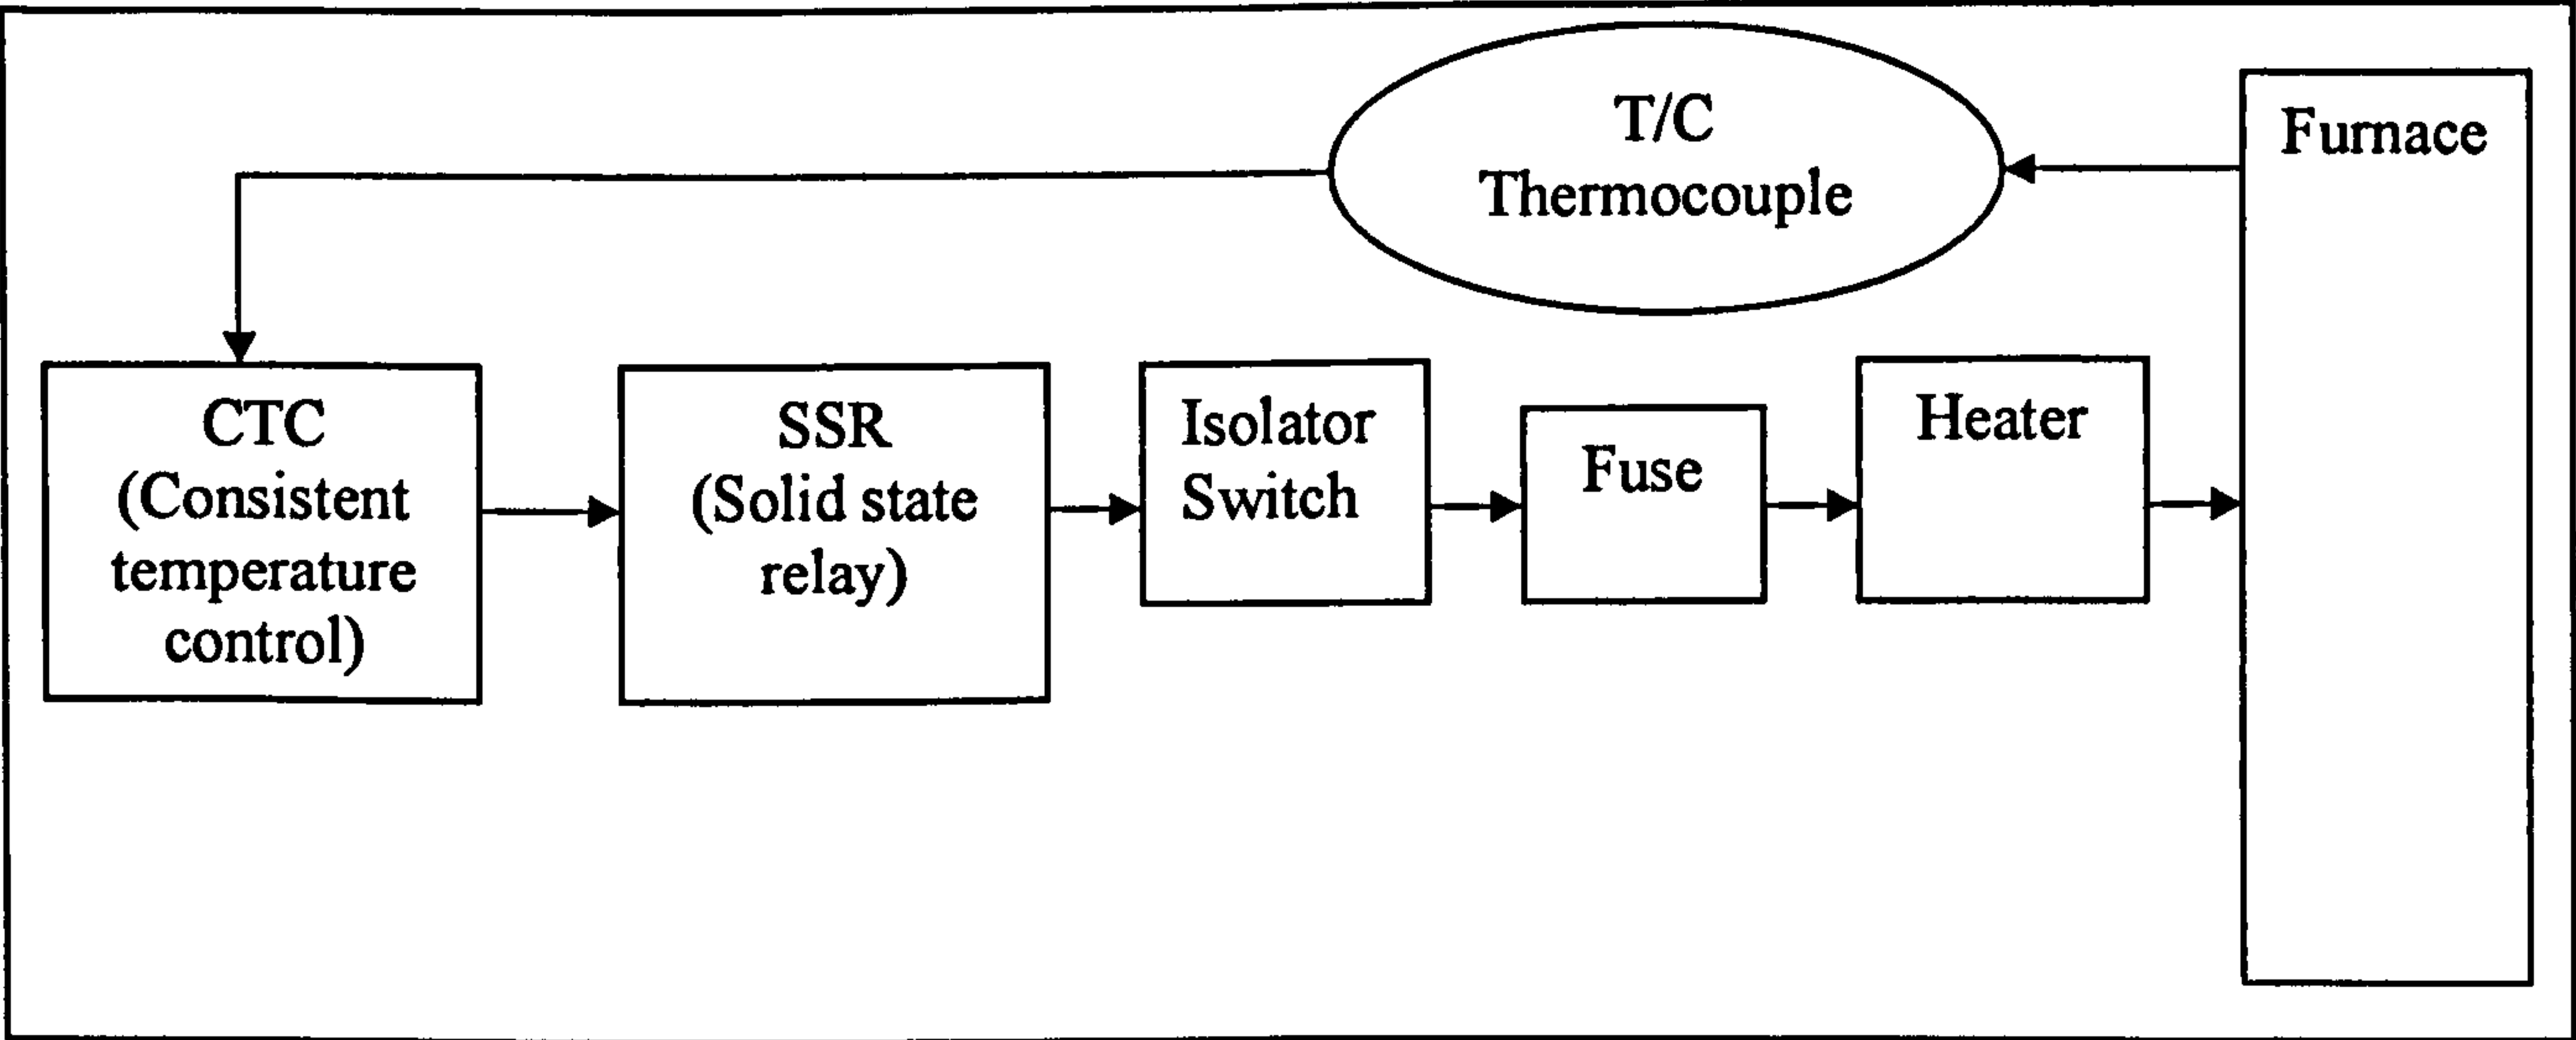 T/C
Thermocouple
Furnace
CTC
(Consistent
temperature
control)
SSR
(Solid state
relay)
Isolator
Switch
Fuse
Heater